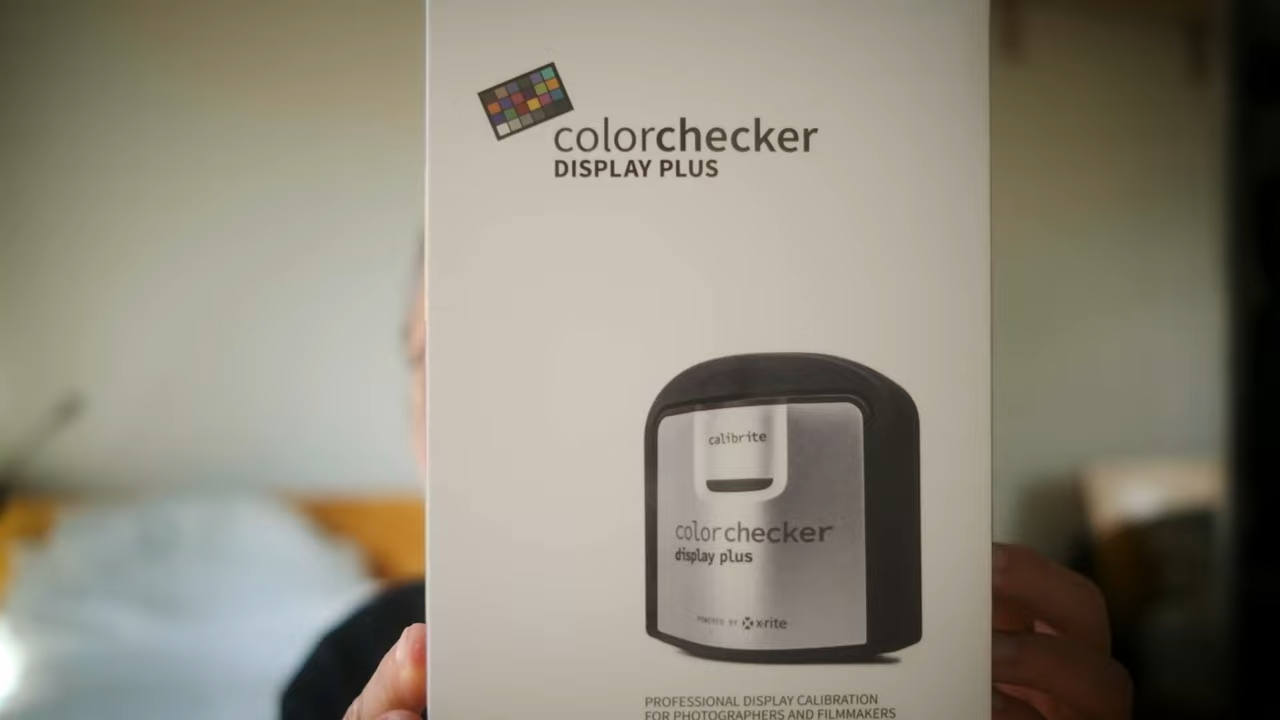 colorchecker
DISPLAY PLUS
calibrite
colorchecker
display plus
POWERED BY x·rite
PROFESSIONAL DISPLAY CALIBRATION
FOR PHOTOGRAPHERS AND FILMMAKERS